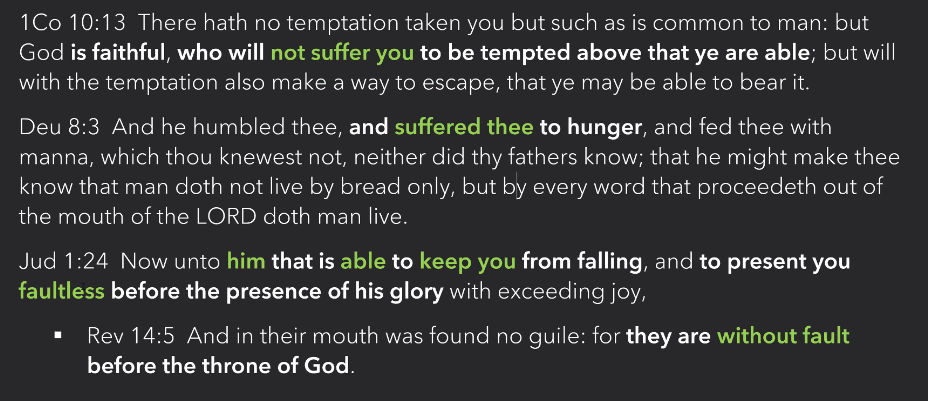 1Co 10:13  There hath no temptation taken you but such as is common to man: but
God is faithful, who will not suffer you to be tempted above that ye are able; but will
with the temptation also make a way to escape, that ye may be able to bear it.
Deu 8:3  And he humbled thee, and suffered thee to hunger, and fed thee with
manna, which thou knewest not, neither did thy fathers know; that he might make thee
know that man doth not live by bread only, but by every word that proceedeth out of
the mouth of the LORD doth man live.
Jud 1:24  Now unto him that is able to keep you from falling, and to present you
faultless before the presence of his glory with exceeding joy,
▪ Rev 14:5  And in their mouth was found no guile: for they are without fault
before the throne of God.